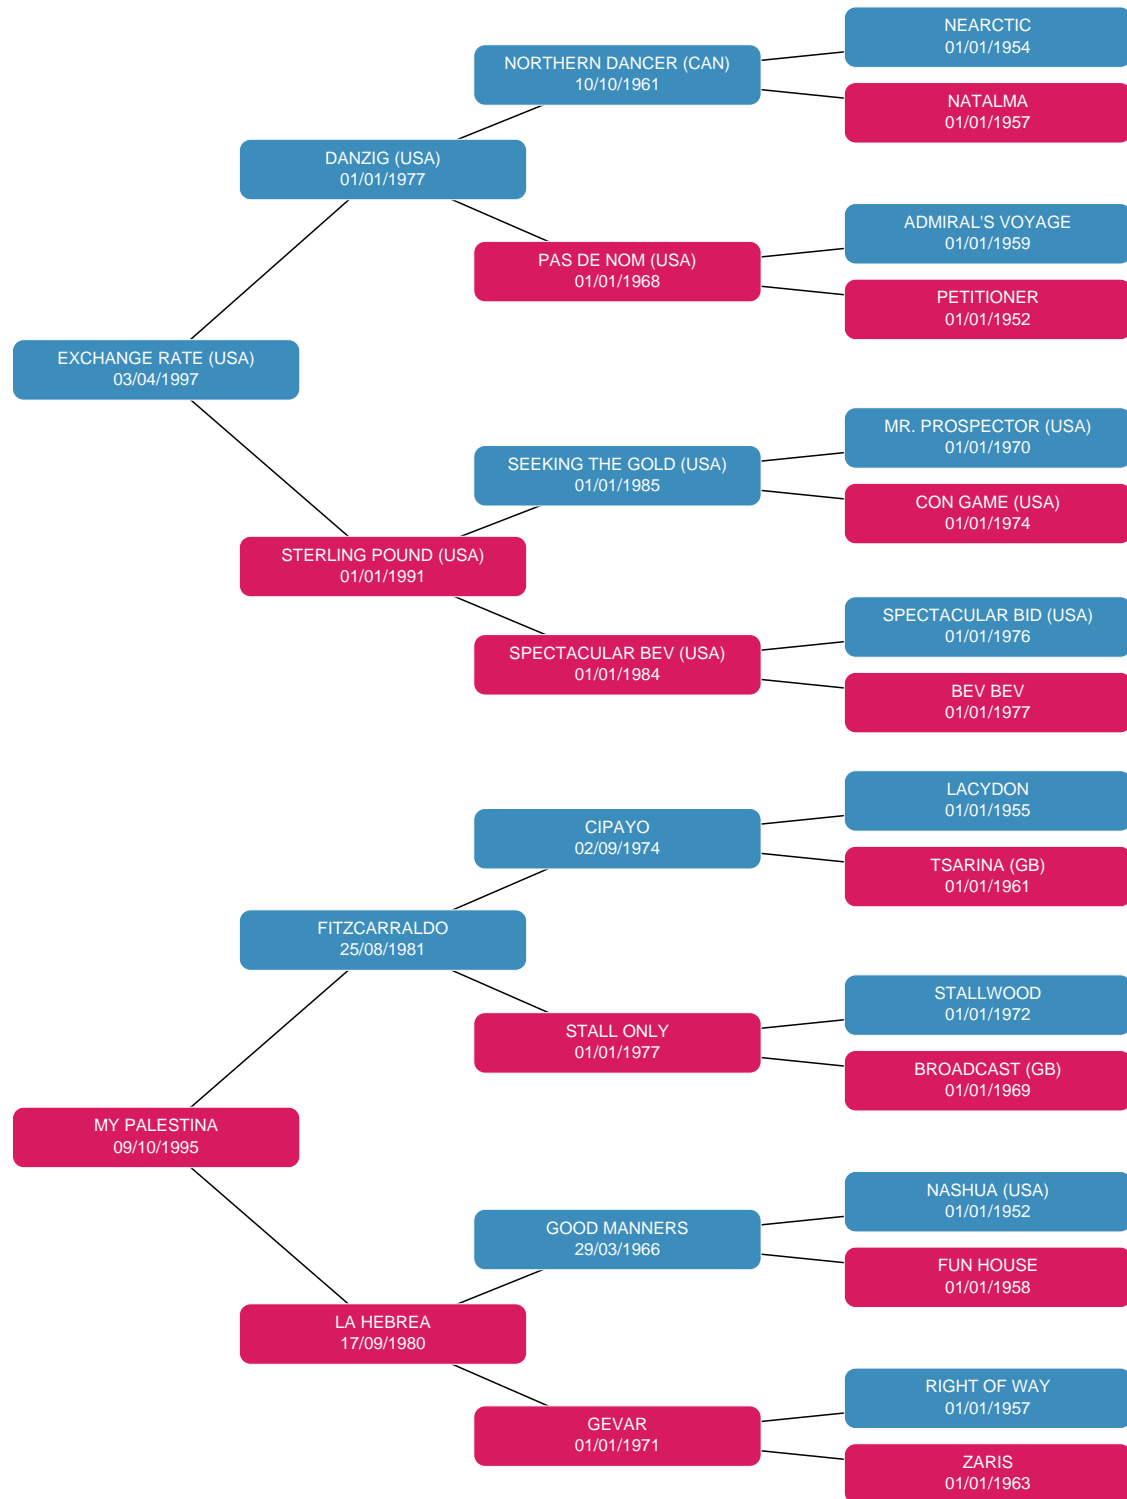 NEARCTIC
01/01/1954
NORTHERN DANCER (CAN)
10/10/1961
NATALMA
01/01/1957
DANZIG (USA)
01/01/1977
ADMIRAL'S VOYAGE
01/01/1959
PAS DE NOM (USA)
01/01/1968
PETITIONER
01/01/1952
EXCHANGE RATE (USA)
03/04/1997
MR. PROSPECTOR (USA)
01/01/1970
SEEKING THE GOLD (USA)
01/01/1985
CON GAME (USA)
01/01/1974
STERLING POUND (USA)
01/01/1991
SPECTACULAR BID (USA)
01/01/1976
SPECTACULAR BEV (USA)
01/01/1984
BEV BEV
01/01/1977
LACYDON
01/01/1955
CIPAYO
02/09/1974
TSARINA (GB)
01/01/1961
FITZCARRALDO
25/08/1981
STALLWOOD
01/01/1972
STALL ONLY
01/01/1977
BROADCAST (GB)
01/01/1969
MY PALESTINA
09/10/1995
NASHUA (USA)
01/01/1952
GOOD MANNERS
29/03/1966
FUN HOUSE
01/01/1958
LA HEBREA
17/09/1980
RIGHT OF WAY
01/01/1957
GEVAR
01/01/1971
ZARIS
01/01/1963